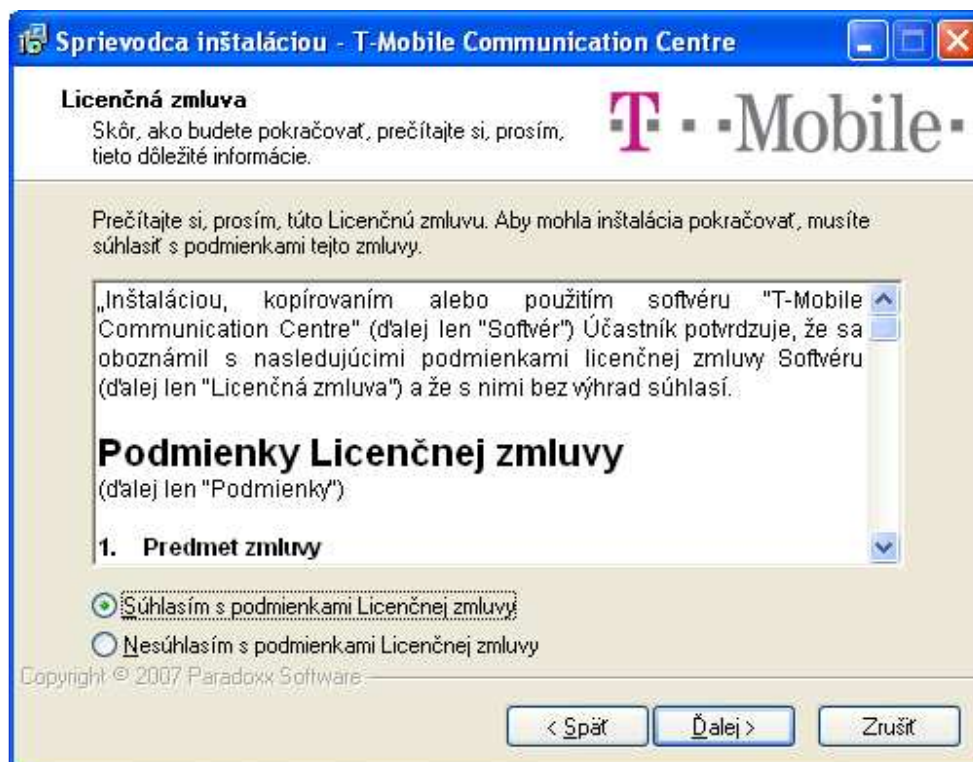 Sprievodca inštaláciou - T-Mobile Communication Centre
Licenčná zmluva
Skôr, ako budete pokračovať, prečítajte si, prosím,
tieto dôležité informácie.
T··Mobile·
Prečítajte si, prosím, túto Licenčnú zmluvu. Aby mohla inštalácia pokračovať, musíte
súhlasiť s podmienkami tejto zmluvy.
„Inštaláciou, kopírovaním alebo použitím softvéru "T-Mobile
Communication Centre" (ďalej len "Softvér") Účastník potvrdzuje, že sa
oboznámil s nasledujúcimi podmienkami licenčnej zmluvy Softvéru
(ďalej len "Licenčná zmluva") a že s nimi bez výhrad súhlasí.
Podmienky Licenčnej zmluvy
(ďalej len "Podmienky")
1. Predmet zmluvy
Súhlasím s podmienkami Licenčnej zmluvy
Nesúhlasím s podmienkami Licenčnej zmluvy
Copyright © 2007 Paradoxx Software
< Späť
Ďalej >
Zrušiť